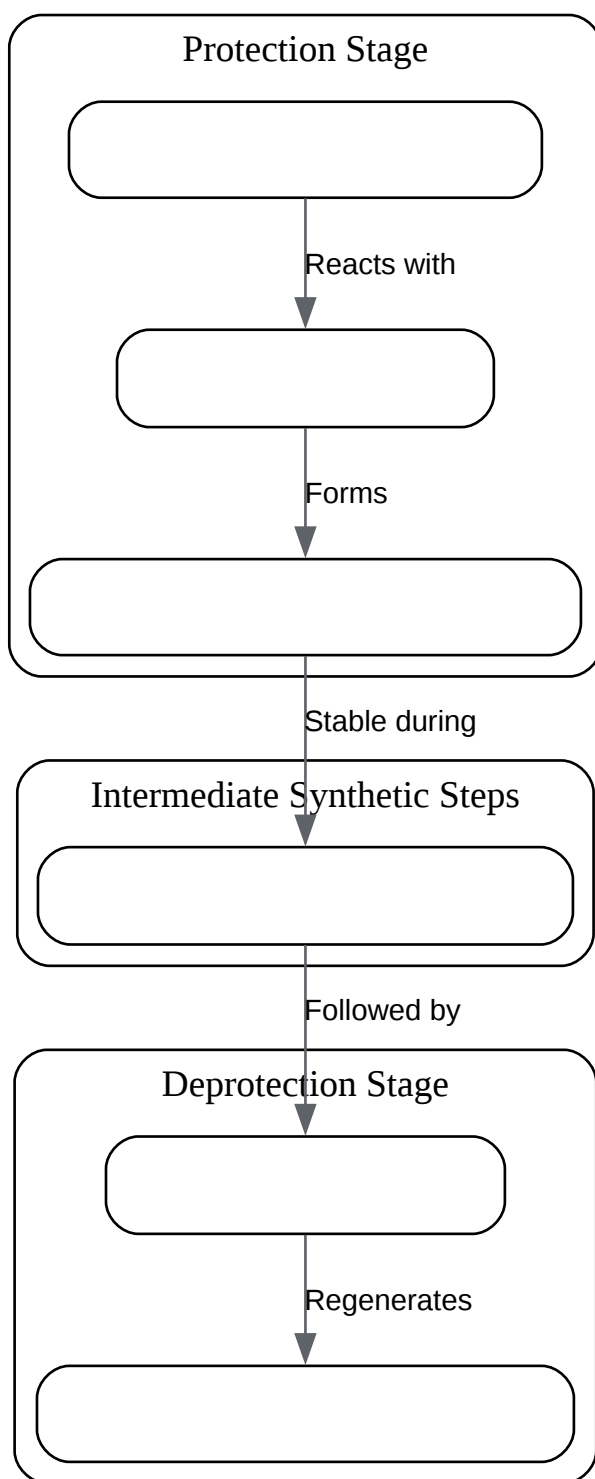 Protection Stage
Reacts with
Forms
Stable during
Intermediate Synthetic Steps
Followed by
Deprotection Stage
Regenerates